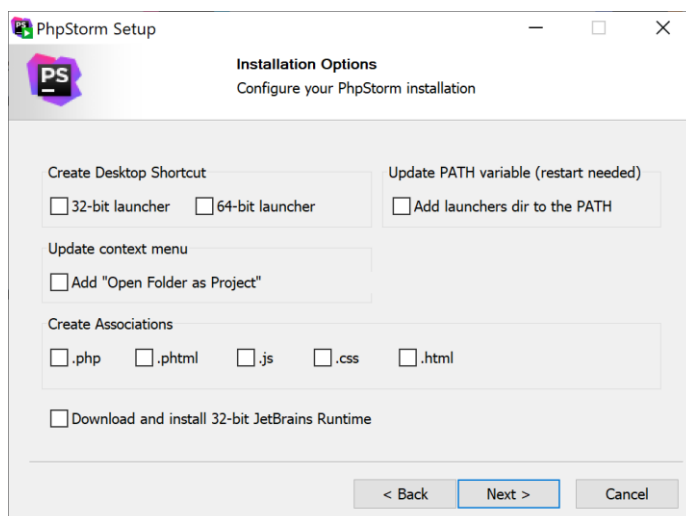 PS PhpStorm Setup
PS
Installation Options
Configure your PhpStorm installation
Create Desktop Shortcut
32-bit launcher 64-bit launcher
Update PATH variable (restart needed)
Add launchers dir to the PATH
Update context menu
Add "Open Folder as Project"
Create Associations
.php .phtml .js .css .html
Download and install 32-bit JetBrains Runtime
< Back Next > Cancel